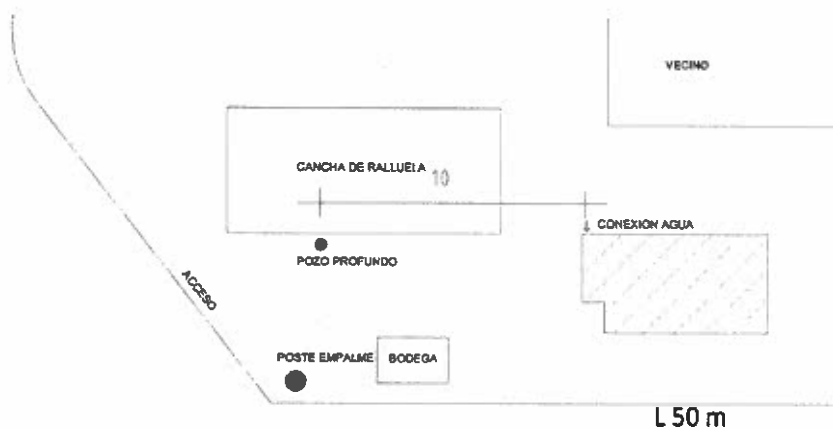 VECINO
CANCHA DE RALLUELA
10
CONEXION AGUA
POZO PROFUNDO
ACCESO
POSTE EMPALME
BODEGA
L 50 m